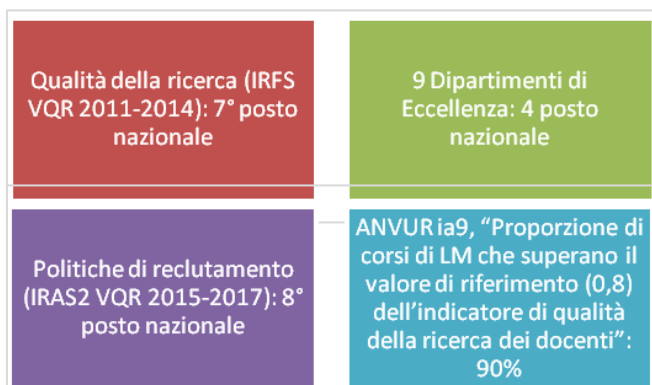 Qualità della ricerca (IRFS
VQR 2011-2014): 7° posto
nazionale
9 Dipartimenti di
Eccellenza: 4 posto
nazionale
Politiche di reclutamento
(IRAS2 VQR 2015-2017): 8°
posto nazionale
ANVUR ia9, “Proporzione di
corsi di LM che superano il
valore di riferimento (0,8)
dell’indicatore di qualità
della ricerca dei docenti”:
90%